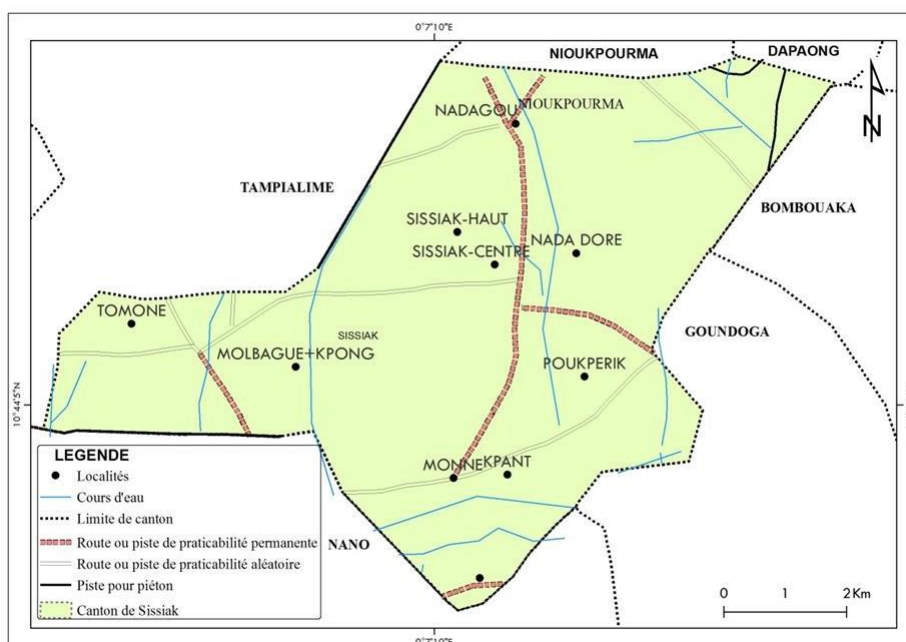 0°7'10"E
NIOUKPOURMA
DAPAONG
NADAGOU
NIOUKPOURMA
N
TAMPIALIME
BOMBOUAKA
SISSIAK-HAUT
SISSIAK-CENTRE
NADA DORE
TOMONE
SISSIAK
GOUNDOGA
MOLBAGUE+KPONG
POUKPERIK
10°44'5"N
10°44'5"N
MONNE
KPANT
NANO
LEGENDE
Localités
Cours d'eau
Limite de canton
Route ou piste de praticabilité permanente
Route ou piste de praticabilité aléatoire
Piste pour piéton
Canton de Sissiak
0 1 2 Km
0°7'10"E